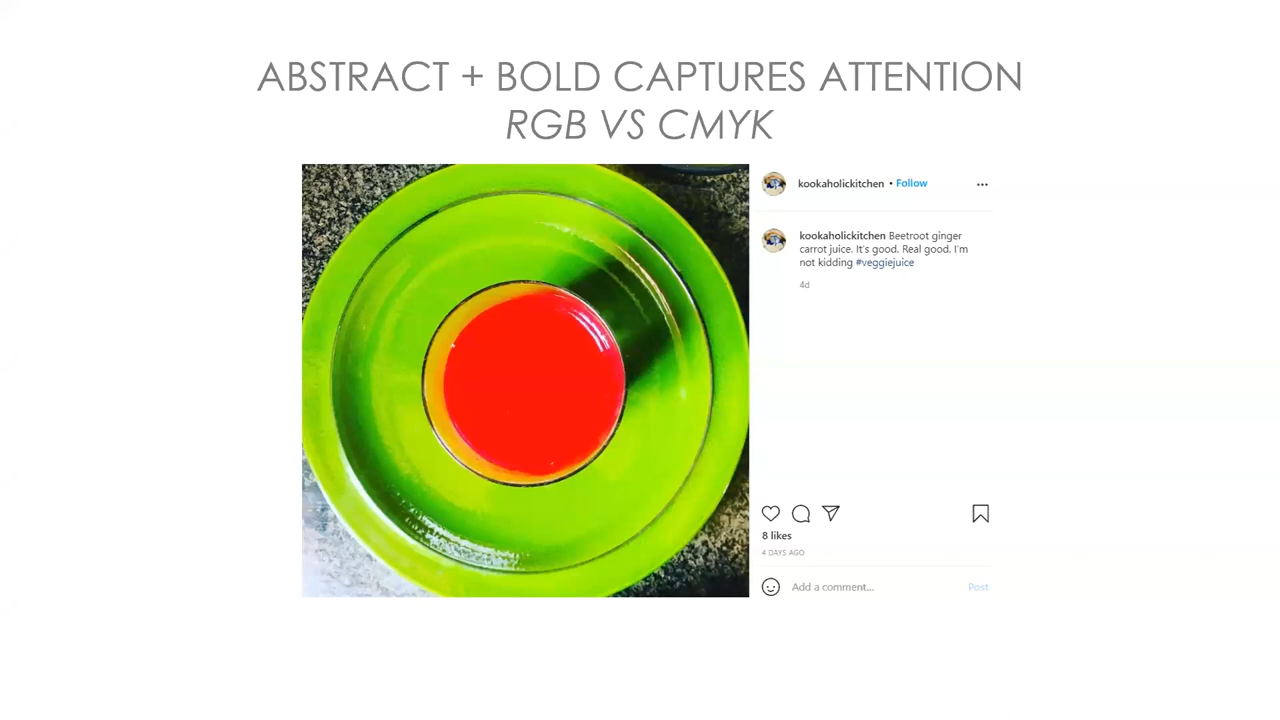 ABSTRACT + BOLD CAPTURES ATTENTION
RGB VS CMYK
kookaholickitchen • Follow
kookaholickitchen Beetroot ginger
carrot juice. It's good. Real good. I'm
not kidding #veggiejuice
4d
8 likes
4 DAYS AGO
Add a comment...
Post